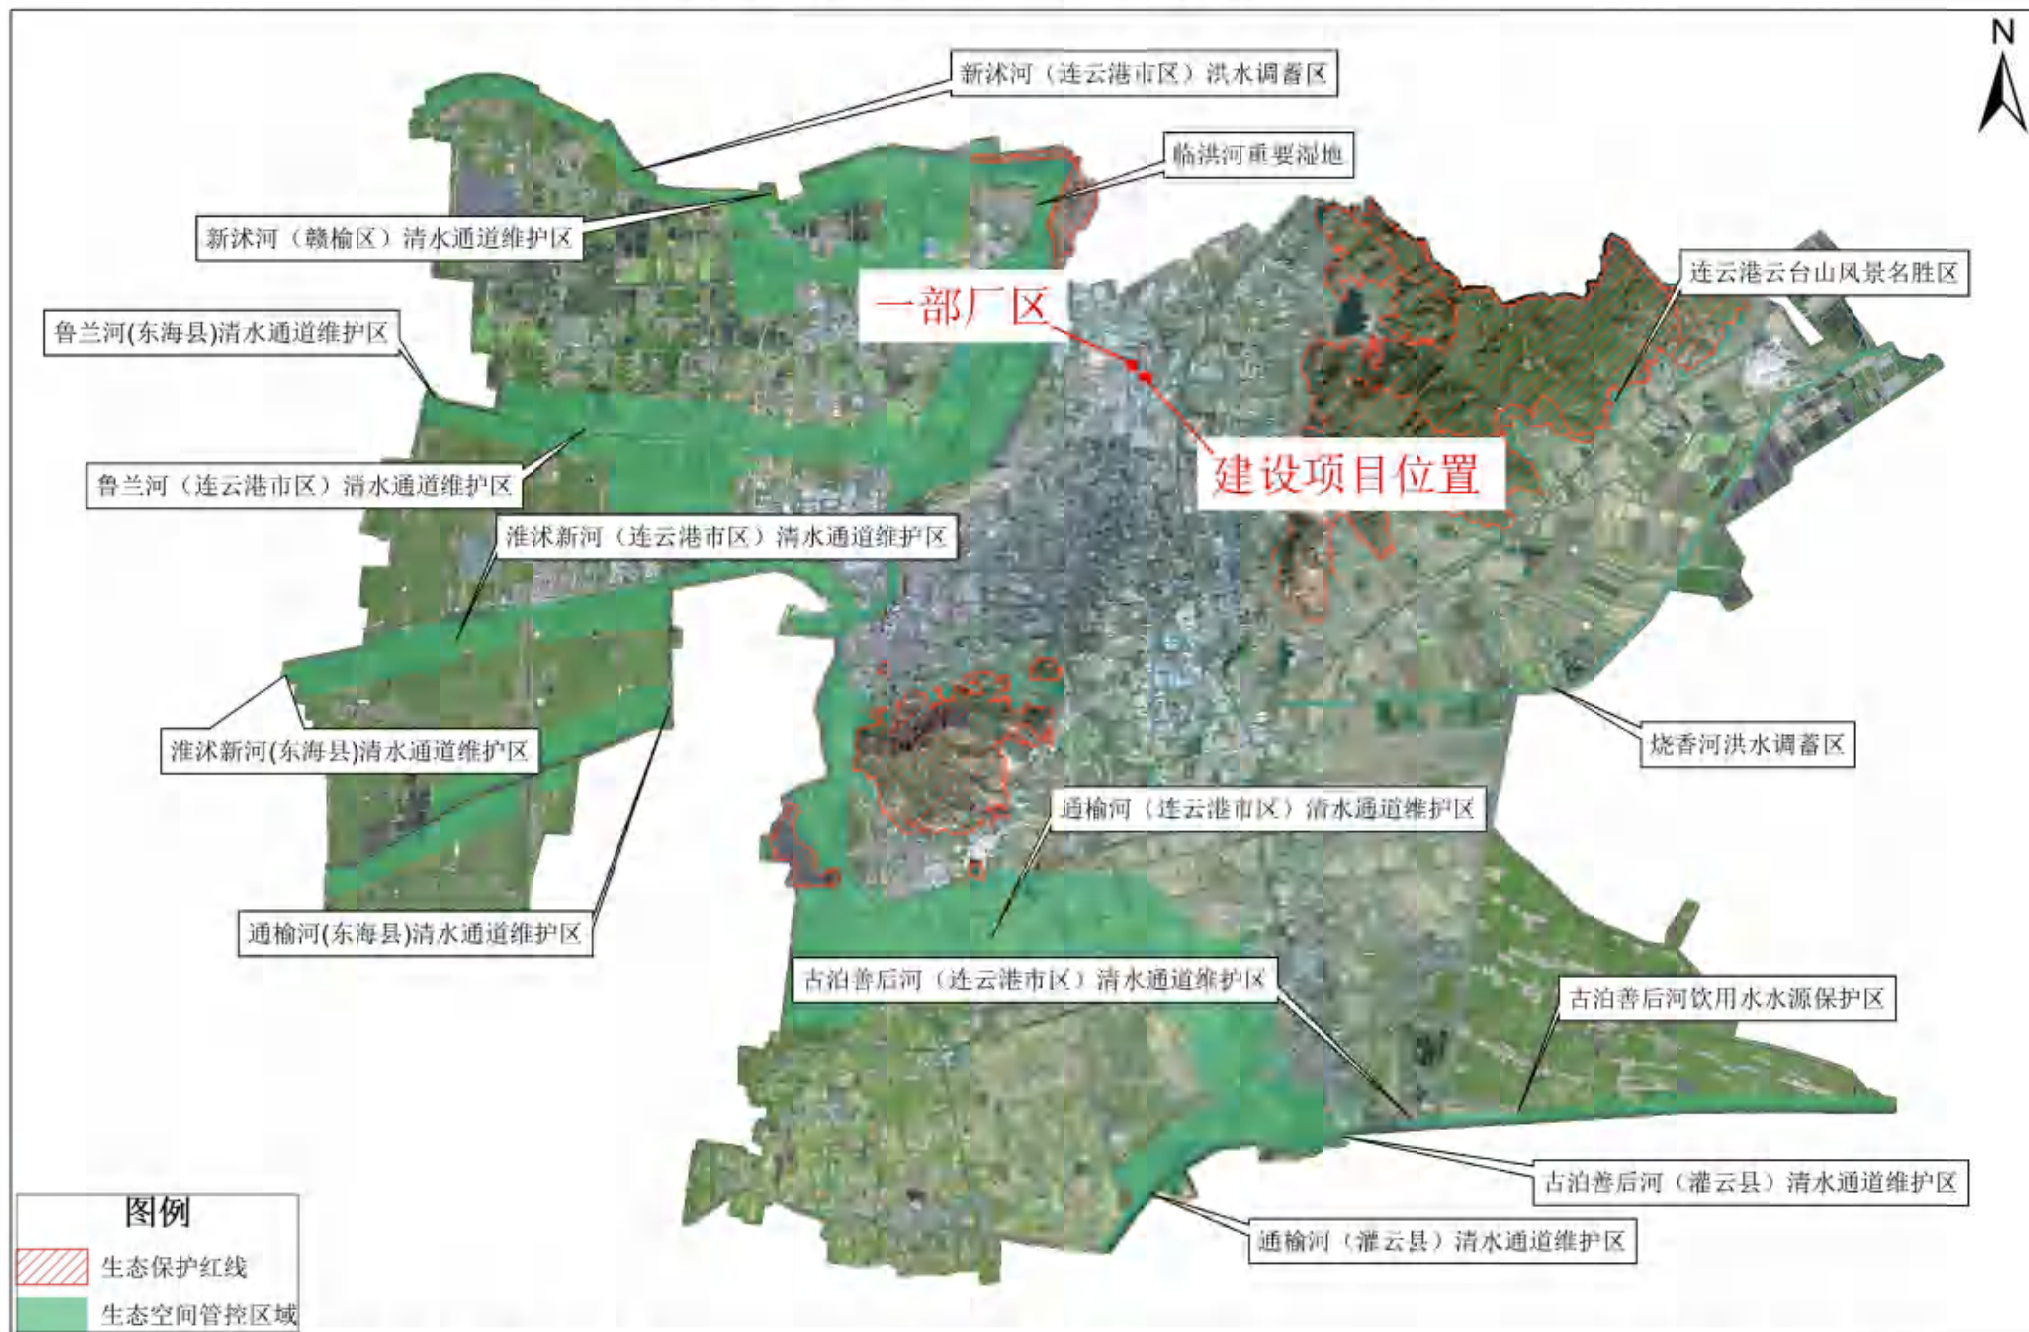 N
新沭河（连云港市区）洪水调蓄区
临洪河重要湿地
新沭河（赣榆区）清水通道维护区
连云港云台山风景名胜区
一部厂区
鲁兰河(东海县)清水通道维护区
建设项目位置
鲁兰河（连云港市区）清水通道维护区
淮沭新河（连云港市区）清水通道维护区
淮沭新河(东海县)清水通道维护区
烧香河洪水调蓄区
通榆河（连云港市区）清水通道维护区
通榆河(东海县)清水通道维护区
古泊善后河（连云港市区）清水通道维护区
古泊善后河饮用水水源保护区
古泊善后河（灌云县）清水通道维护区
通榆河（灌云县）清水通道维护区
图例
生态保护红线
生态空间管控区域